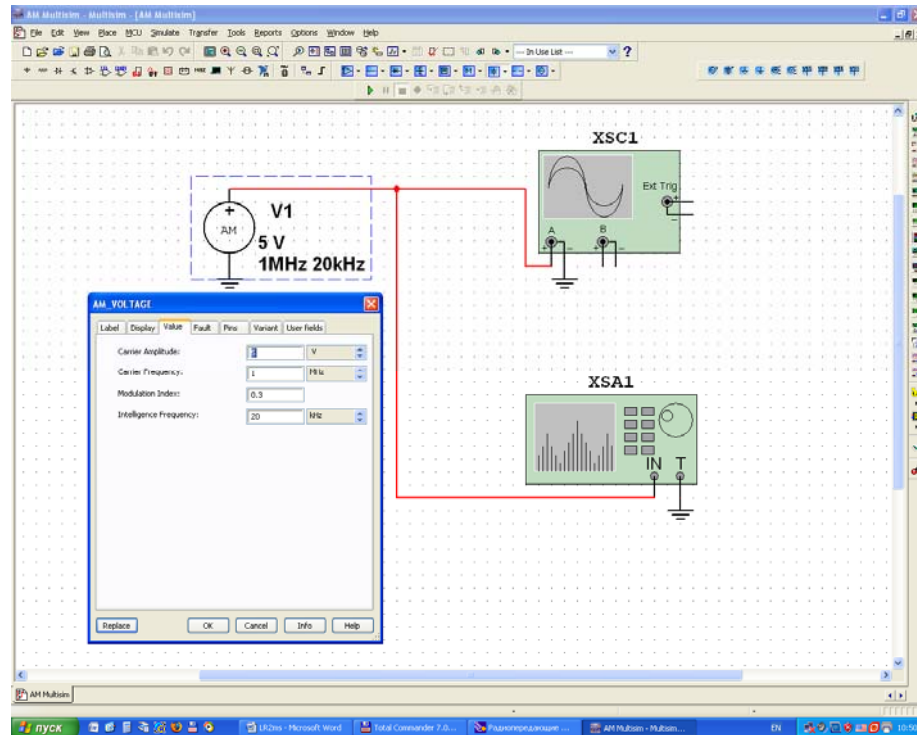 AM Multisim - Multisim - [AM Multisim]
File Edit View Place MCU Simulate Transfer Tools Reports Options Window Help
--- In Use List ---
XSC1
Ext Trig
A B
V1
AM
5 V
1MHz 20kHz
AM_VOLTAGE
Label Display Value Fault Pins Variant User fields
Carrier Amplitude: V
Carrier Frequency: 1 MHz
Modulation Index: 0.3
Intelligence Frequency: 20 kHz
Replace OK Cancel Info Help
XSA1
IN T
AM Multisim
пуск LR2ms - Microsoft Word Total Commander 7.0... Радиопередающие ... AM Multisim - Multisim... EN 10:50